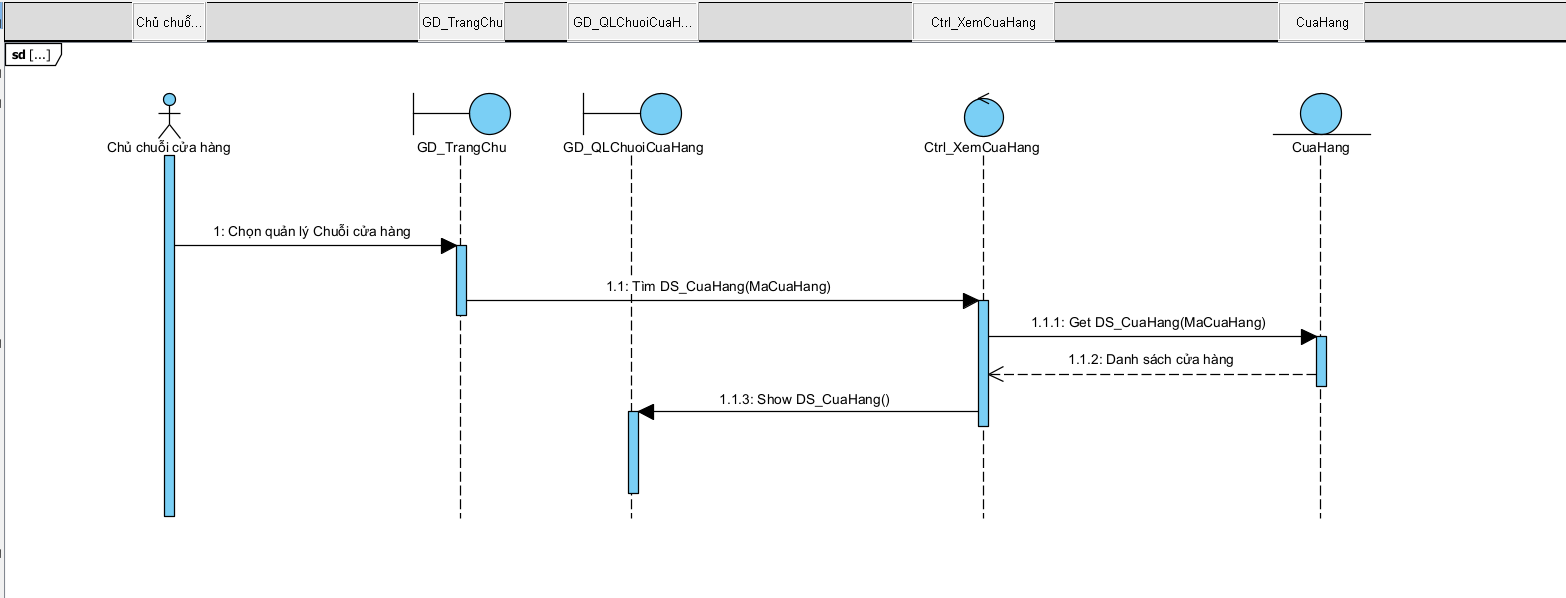 Chủ chuỗ...
GD_TrangChu
GD_QLChuoiCuaH...
Ctrl_XemCuaHang
CuaHang
sd [...]
Chủ chuỗi cửa hàng
GD_TrangChu
GD_QLChuoiCuaHang
Ctrl_XemCuaHang
CuaHang
1: Chọn quản lý Chuỗi cửa hàng
1.1: Tìm DS_CuaHang(MaCuaHang)
1.1.1: Get DS_CuaHang(MaCuaHang)
1.1.2: Danh sách cửa hàng
1.1.3: Show DS_CuaHang()